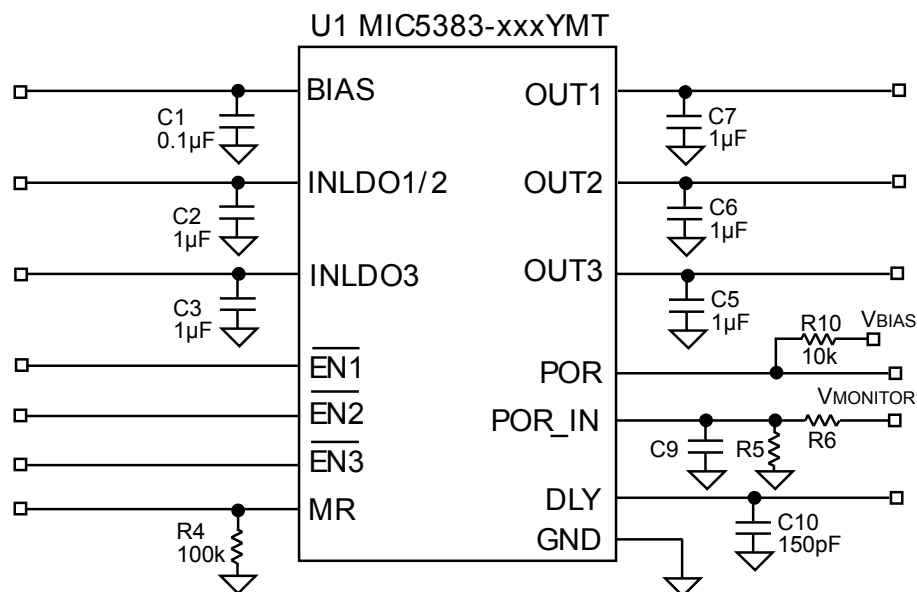 U1 MIC5383-xxxYMT
BIAS
OUT1
C1
0.1µF
C7
1µF
INLDO1/2
OUT2
C2
1µF
C6
1µF
INLDO3
OUT3
C3
1µF
C5
1µF
R10
10k
VBIAS
EN1
POR
EN2
POR_IN
VMONITOR
C9
R5
R6
EN3
MR
DLY
R4
100k
C10
150pF
GND